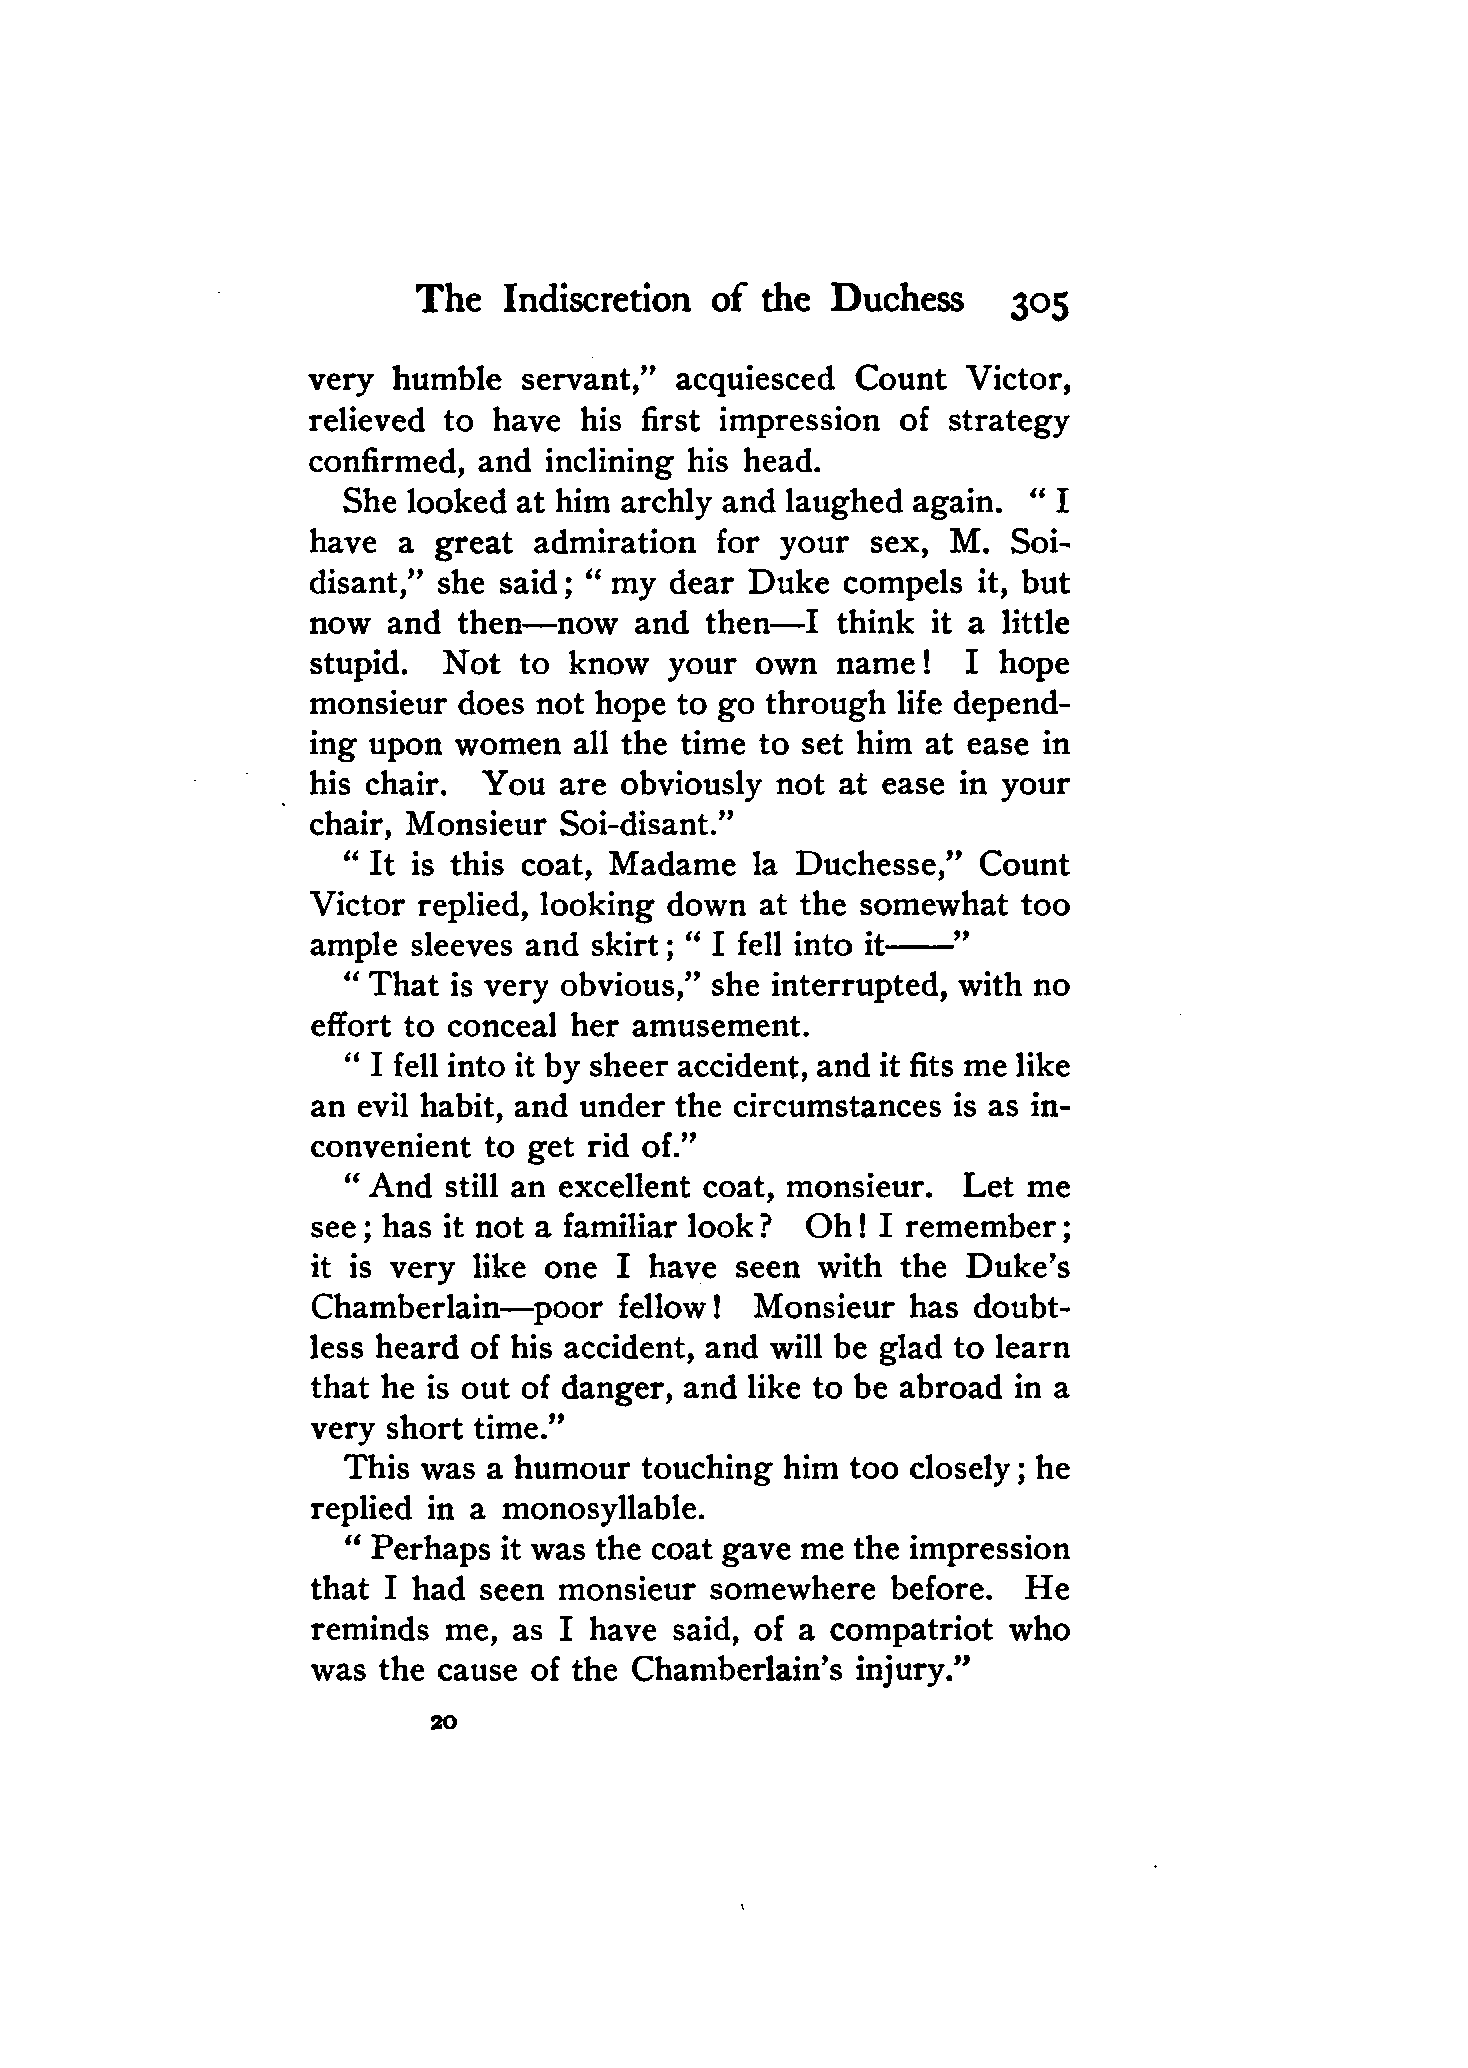 The Indiscretion of the Duchess 305
very humble servant,” acquiesced Count Victor,
relieved to have his first impression of strategy
confirmed, and inclining his head.
She looked at him archly and laughed again. “ I
have a great admiration for your sex, M. Soi-
disant,” she said ; “ my dear Duke compels it, but
now and then—now and then—I think it a little
stupid. Not to know your own name ! I hope
monsieur does not hope to go through life depend-
ing upon women all the time to set him at ease in
his chair. You are obviously not at ease in your
chair, Monsieur Soi-disant.”
“ It is this coat, Madame la Duchesse,” Count
Victor replied, looking down at the somewhat too
ample sleeves and skirt ; “ I fell into it——”
“ That is very obvious,” she interrupted, with no
effort to conceal her amusement.
“ I fell into it by sheer accident, and it fits me like
an evil habit, and under the circumstances is as in-
convenient to get rid of.”
“ And still an excellent coat, monsieur. Let me
see ; has it not a familiar look ? Oh ! I remember ;
it is very like one I have seen with the Duke’s
Chamberlain—poor fellow ! Monsieur has doubt-
less heard of his accident, and will be glad to learn
that he is out of danger, and like to be abroad in a
very short time.”
This was a humour touching him too closely ; he
replied in a monosyllable.
“ Perhaps it was the coat gave me the impression
that I had seen monsieur somewhere before. He
reminds me, as I have said, of a compatriot who
was the cause of the Chamberlain’s injury.”
20